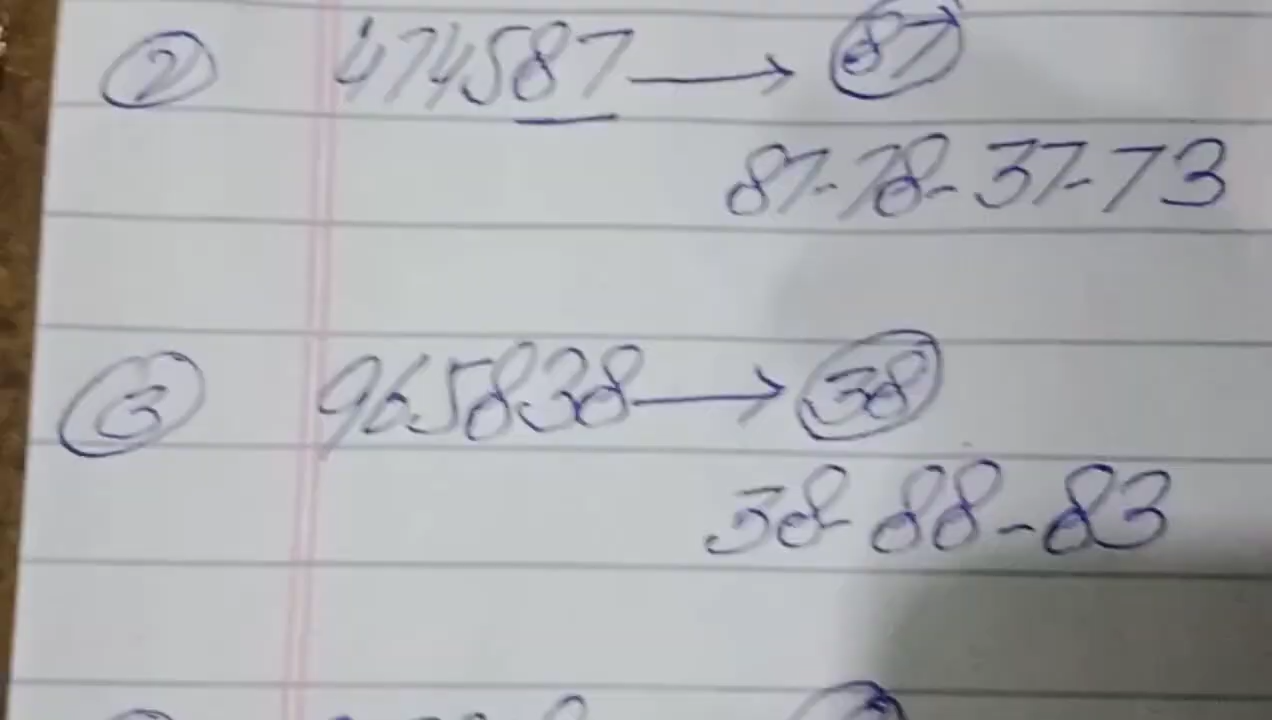 ② 474587 → 87
87-78-37-73
③ 965838 → 38
38-88-83